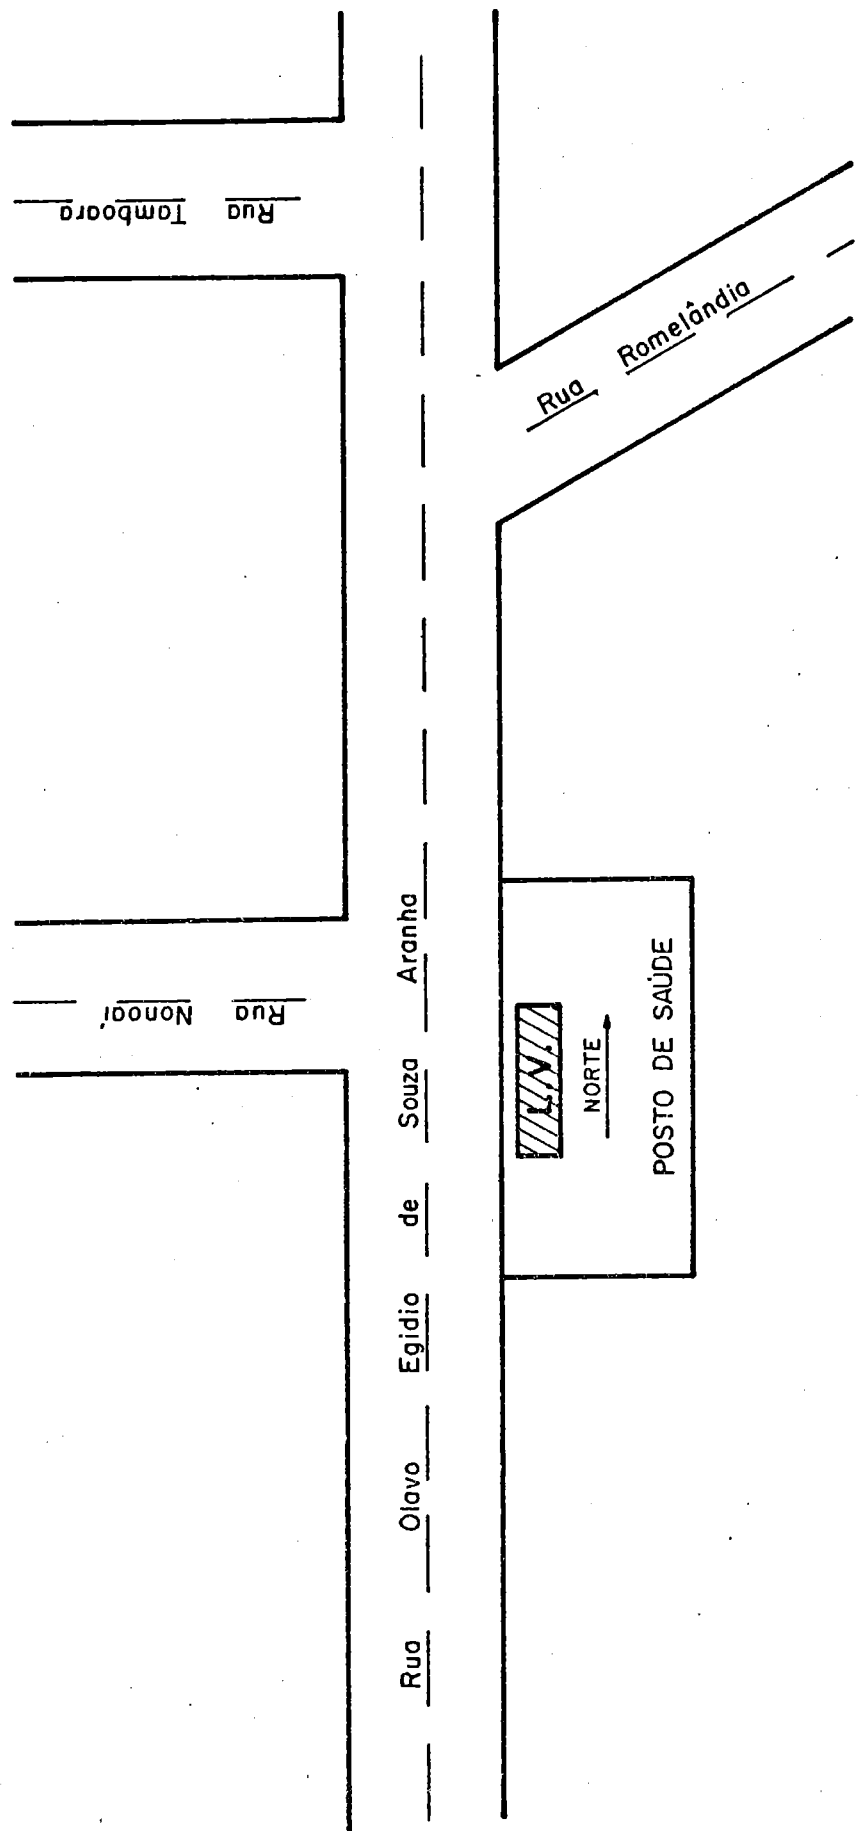 Rua Tamboara
Rua Romelândia
Rua Nonoaí
Rua Olavo Egidio de Souza Aranha
L.V.
NORTE
POSTO DE SAÚDE